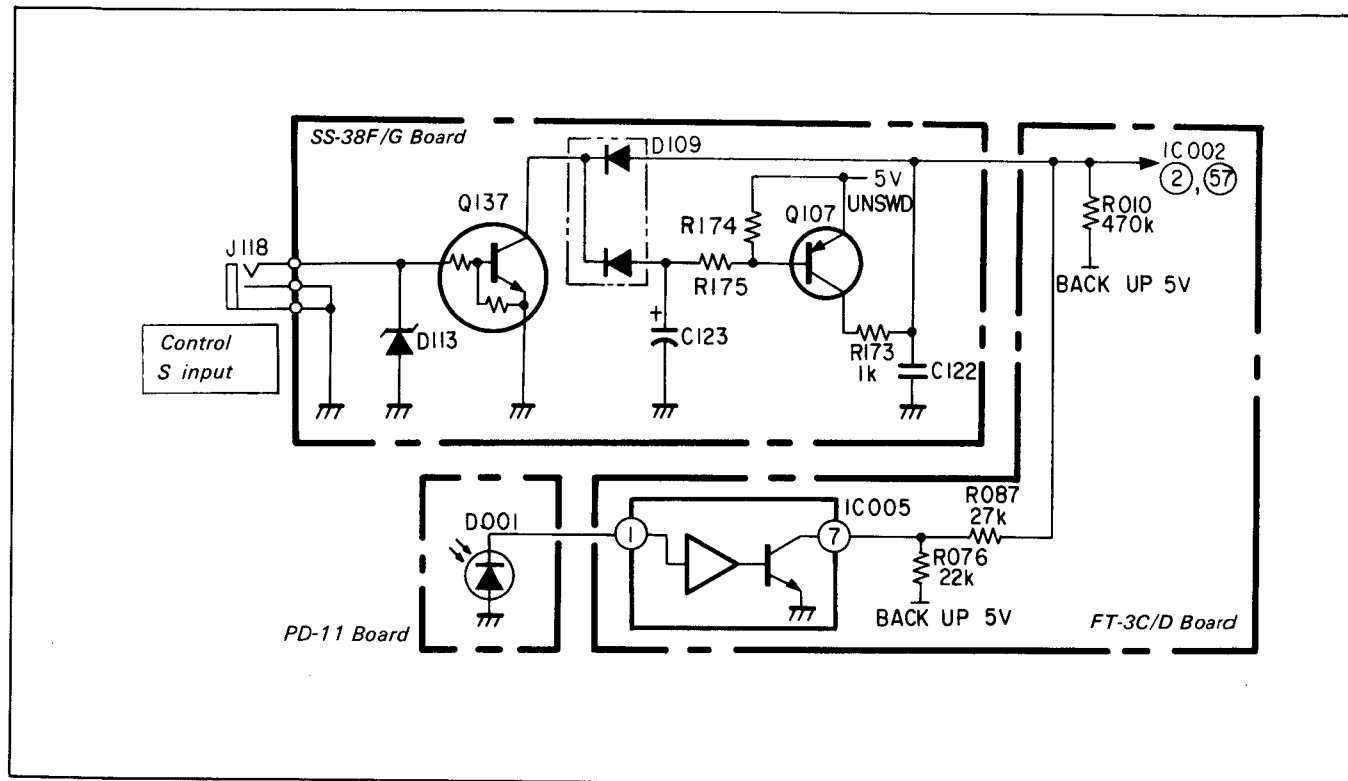 SS-38F/G Board
D109
IC002
2, 57
Q137
5V
UNSWD
R174
Q107
R010
470k
J118
R175
BACK UP 5V
Control
S input
D113
+
C123
R173
1k
C122
R087
27k
D001
1
IC005
7
R076
22k
BACK UP 5V
PD-11 Board
FT-3C/D Board